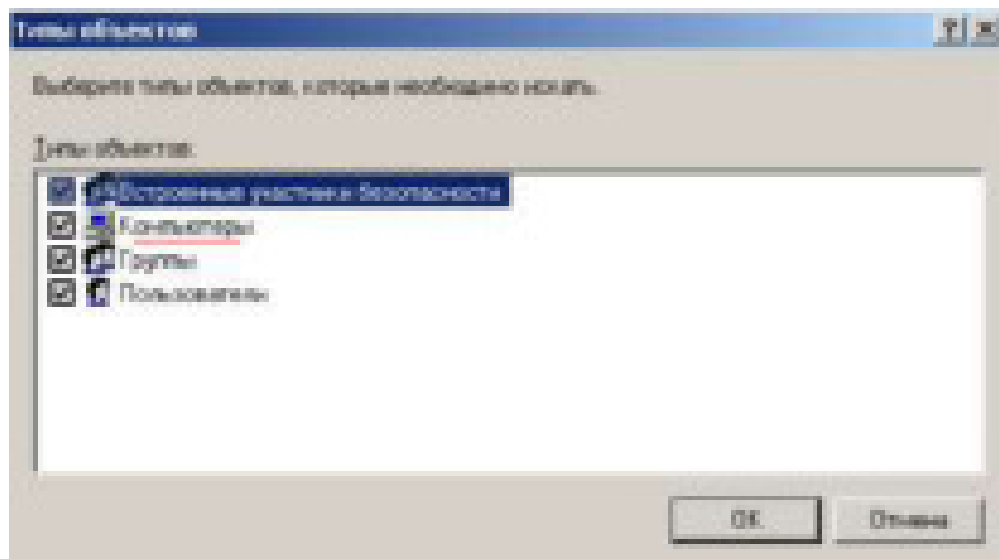 Типы объектов
Выберите типы объектов, которые необходимо искать.
Типы объектов:
Встроенные участники безопасности
Компьютеры
Группы
Пользователи
OK
Отмена